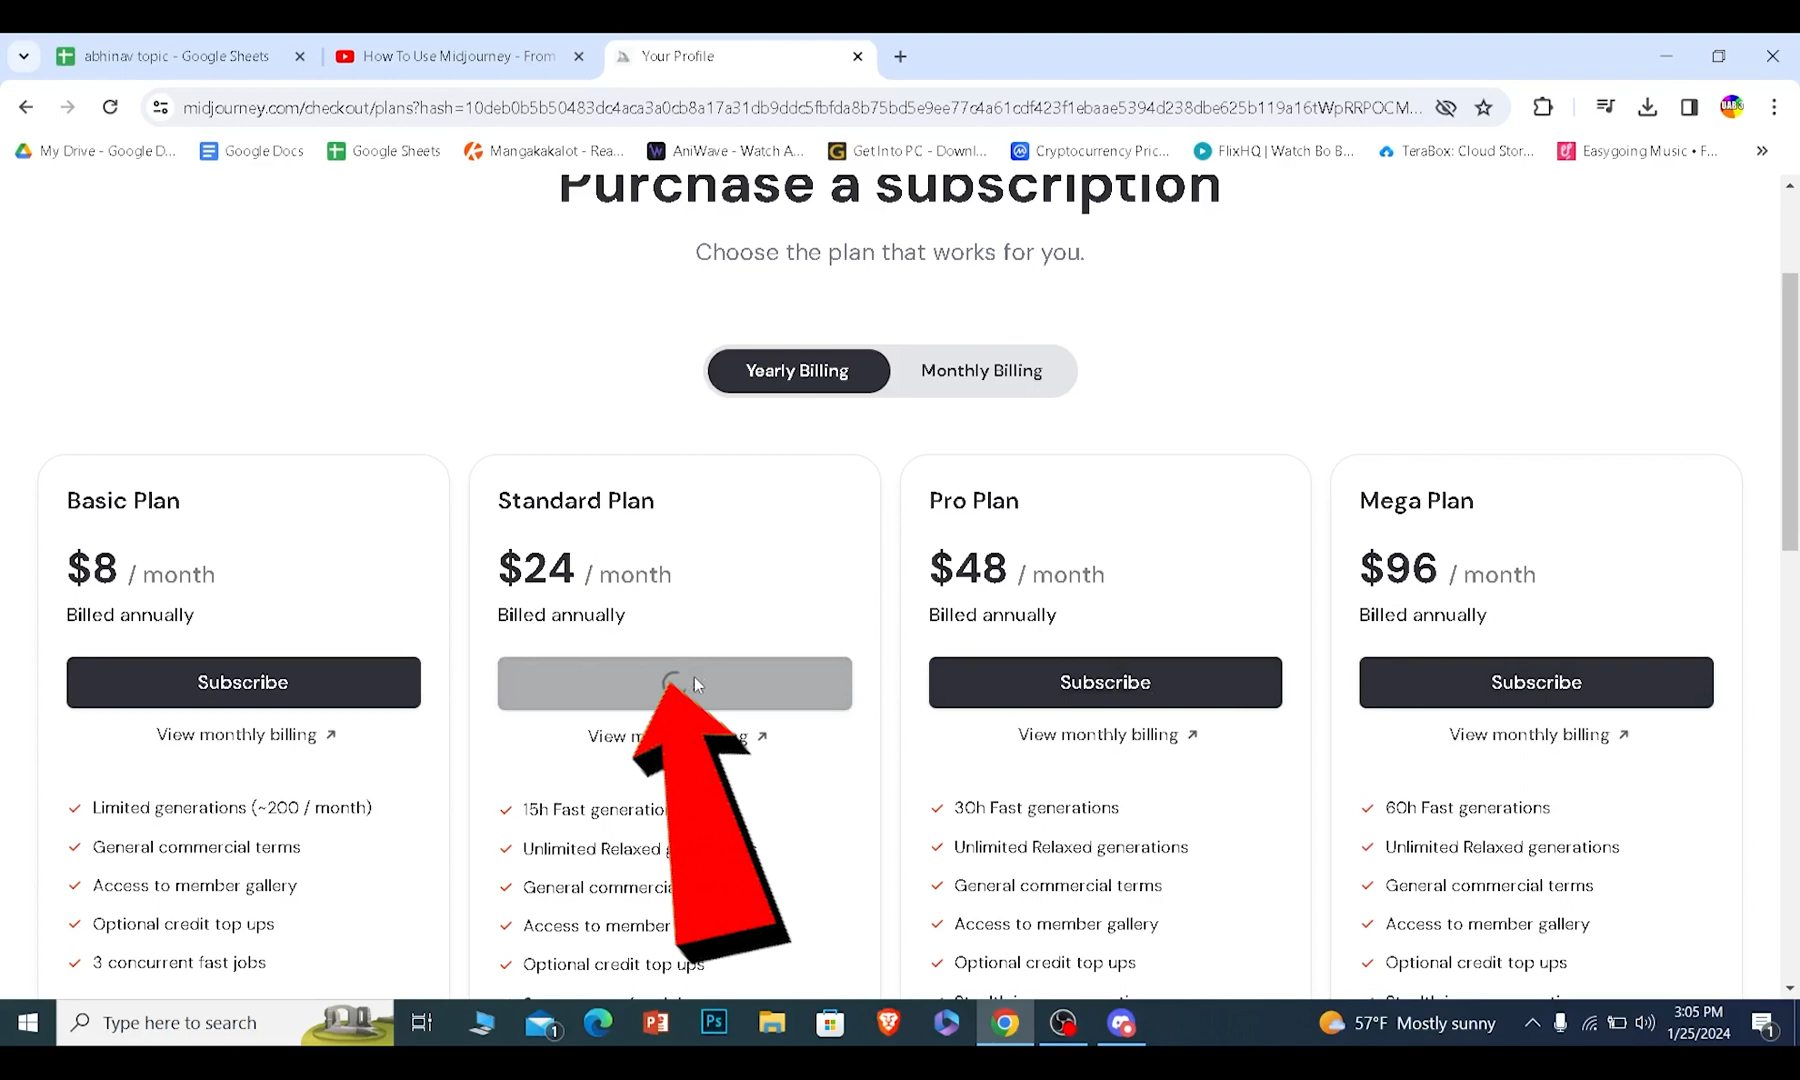 abhinav topic - Google Sheets
How To Use Midjourney - From
Your Profile
midjourney.com/checkout/plans?hash=10deb0b5b50483dc4aca3a0cb8a17a31db9ddc5fbfda8b75bd5e9ee77c4a61cdf423f1ebaae5394d238dbe625b119a16tWpRRPOCM...
My Drive - Google D... Google Docs Google Sheets Mangakakalot - Rea... AniWave - Watch A... Get Into PC - Downl... Cryptocurrency Pric... FlixHQ | Watch Bo B... TeraBox: Cloud Stor... Easygoing Music • F...
Purchase a subscription
Choose the plan that works for you.
Yearly Billing Monthly Billing
Basic Plan
$8 / month
Billed annually
Subscribe
View monthly billing
Limited generations (~200 / month)
General commercial terms
Access to member gallery
Optional credit top ups
3 concurrent fast jobs
Standard Plan
$24 / month
Billed annually
View
15h Fast
Unlimited Relaxed
General
Access to member
Optional credit top ups
Pro Plan
$48 / month
Billed annually
Subscribe
View monthly billing
30h Fast generations
Unlimited Relaxed generations
General commercial terms
Access to member gallery
Optional credit top ups
Mega Plan
$96 / month
Billed annually
Subscribe
View monthly billing
60h Fast generations
Unlimited Relaxed generations
General commercial terms
Access to member gallery
Optional credit top ups
Type here to search
Ps
57°F Mostly sunny
3:05 PM
1/25/2024